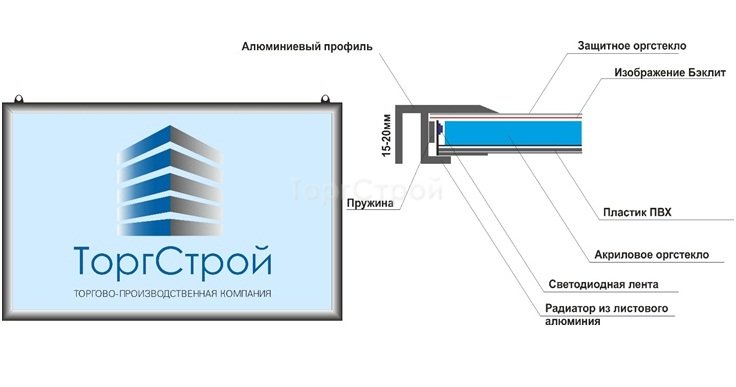 Алюминиевый профиль
Защитное оргстекло
Изображение Бэклит
15-20мм
ТоргСтрой
Пружина
Пластик ПВХ
Акриловое оргстекло
Светодиодная лента
Радиатор из листового
алюминия
ТоргСтрой
ТОРГОВО-ПРОИЗВОДСТВЕННАЯ КОМПАНИЯ